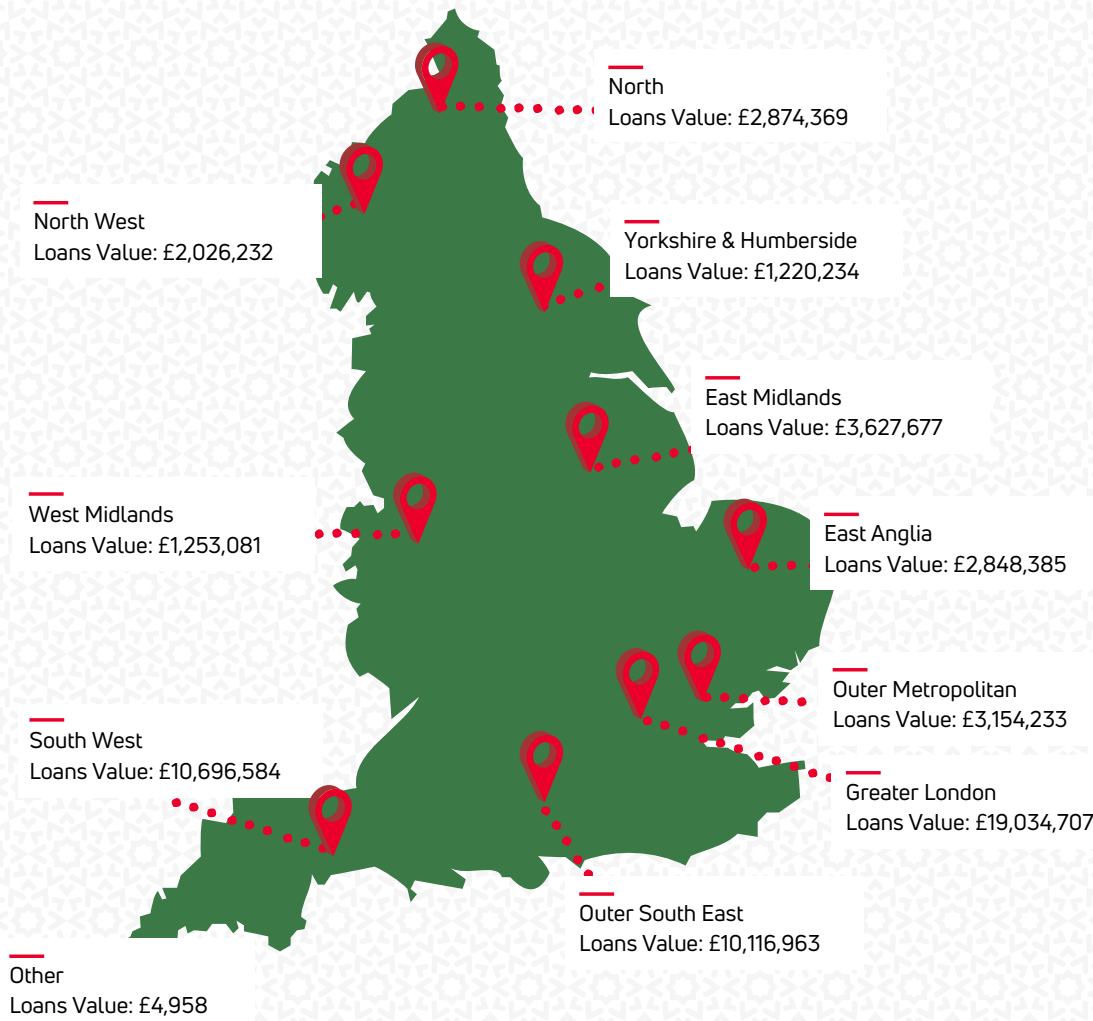 North
Loans Value: £2,874,369
North West
Loans Value: £2,026,232
Yorkshire & Humberside
Loans Value: £1,220,234
East Midlands
Loans Value: £3,627,677
West Midlands
Loans Value: £1,253,081
East Anglia
Loans Value: £2,848,385
Outer Metropolitan
Loans Value: £3,154,233
South West
Loans Value: £10,696,584
Greater London
Loans Value: £19,034,707
Outer South East
Loans Value: £10,116,963
Other
Loans Value: £4,958